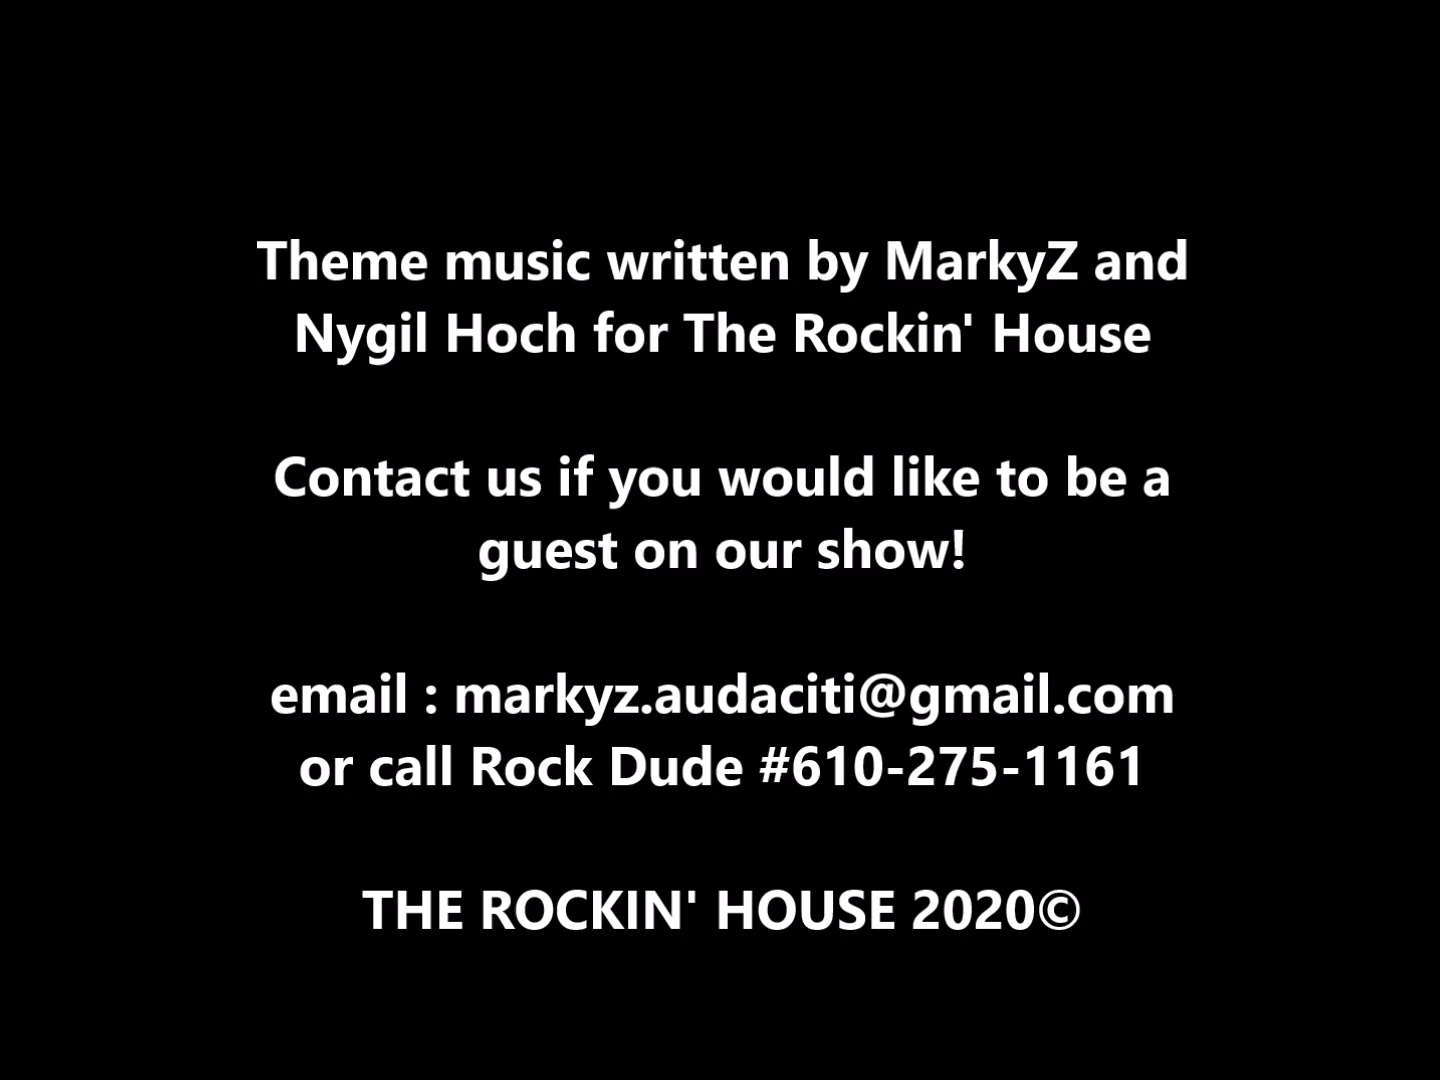 Theme music written by MarkyZ and
Nygil Hoch for The Rockin' House
Contact us if you would like to be a
guest on our show!
email : markyz.audaciti@gmail.com
or call Rock Dude #610-275-1161
THE ROCKIN' HOUSE 2020©